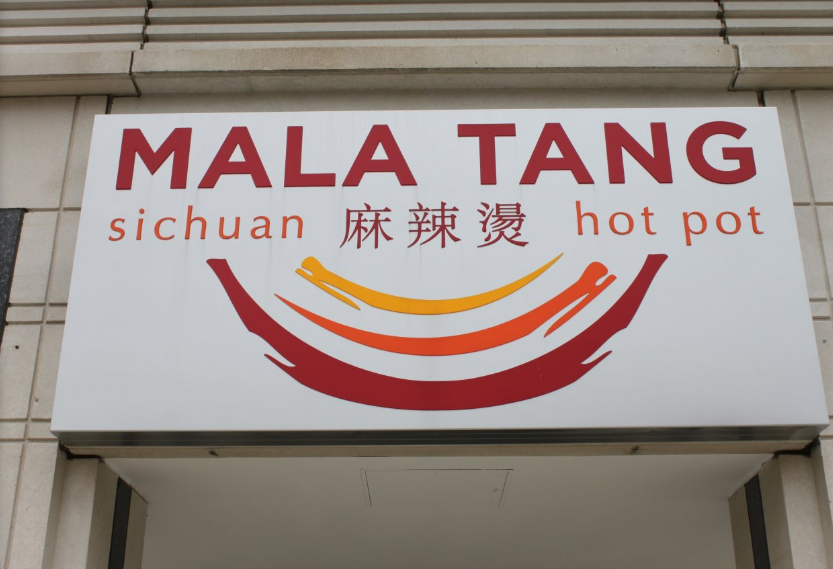 MALA TANG
sichuan 麻辣燙 hot pot